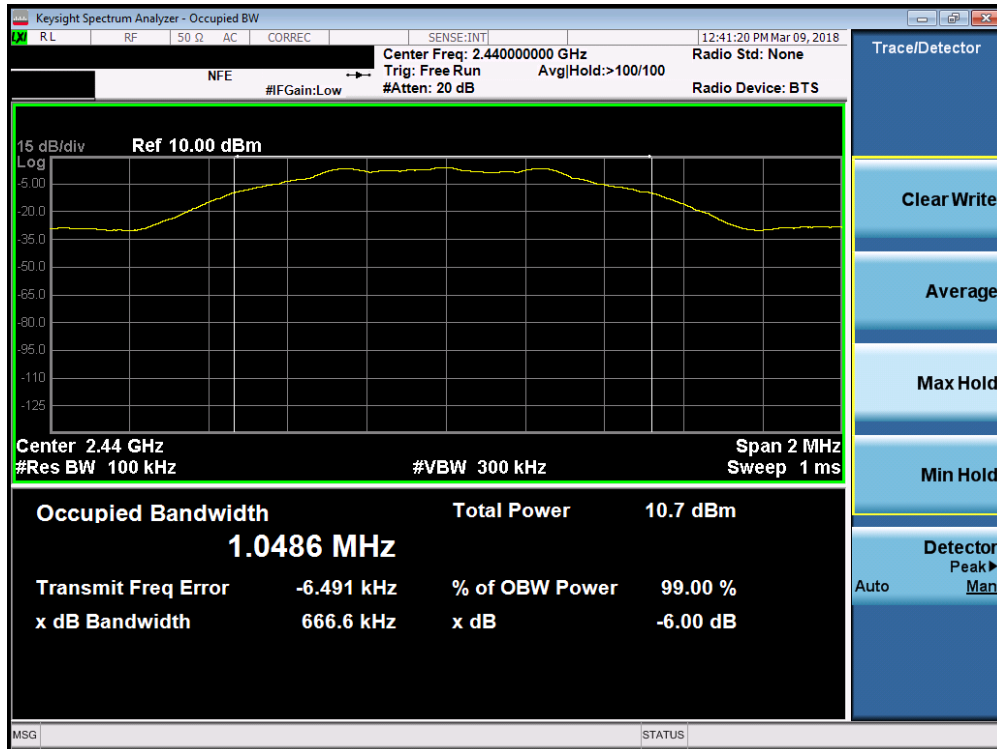 Keysight Spectrum Analyzer - Occupied BW
LXI RL RF 50 Ω AC CORREC SENSE:INT 12:41:20 PM Mar 09, 2018
Center Freq: 2.440000000 GHz Radio Std: None
NFE Trig: Free Run Avg|Hold:>100/100
#IFGain:Low #Atten: 20 dB Radio Device: BTS
Trace/Detector
15 dB/div Ref 10.00 dBm
Log
-5.00
-20.0
-35.0
-50.0
-65.0
-80.0
-95.0
-110
-125
Center 2.44 GHz Span 2 MHz
#Res BW 100 kHz #VBW 300 kHz Sweep 1 ms
Occupied Bandwidth Total Power 10.7 dBm
1.0486 MHz
Transmit Freq Error -6.491 kHz % of OBW Power 99.00 %
x dB Bandwidth 666.6 kHz x dB -6.00 dB
Clear Write
Average
Max Hold
Min Hold
Detector
Peak▶
Auto Man
MSG STATUS